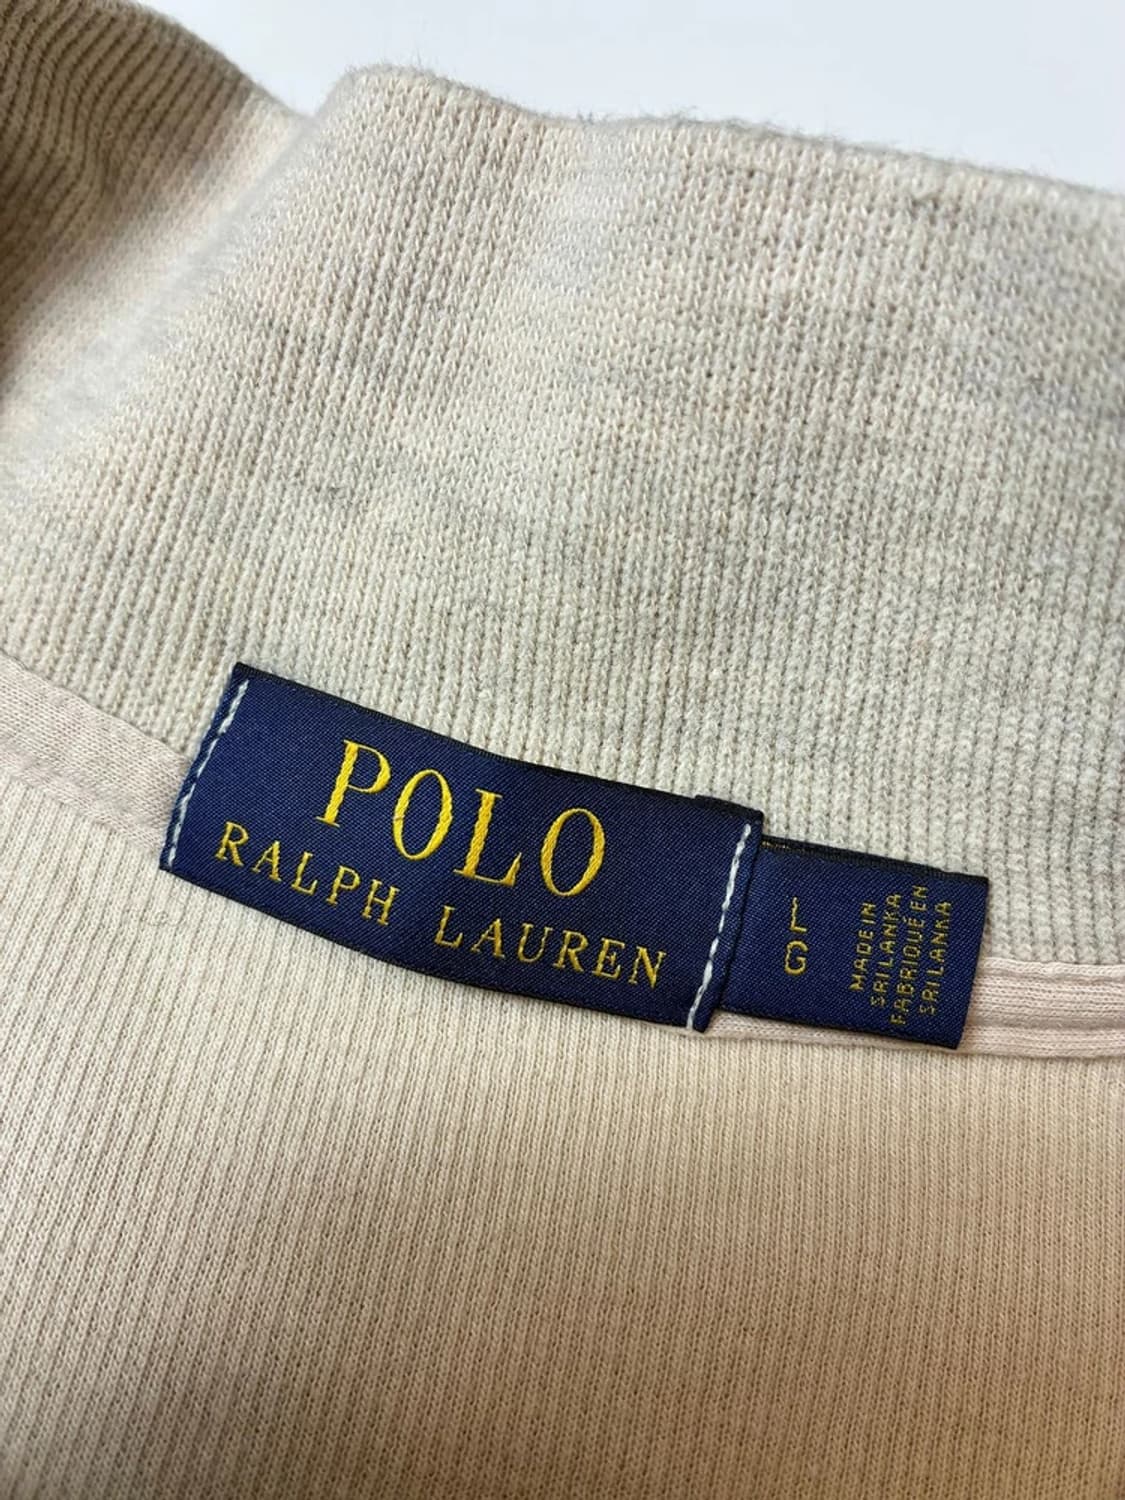 POLO
RALPH LAUREN
L
G
MADE IN
SRI LANKA
FABRIQUÉ EN
SRI LANKA